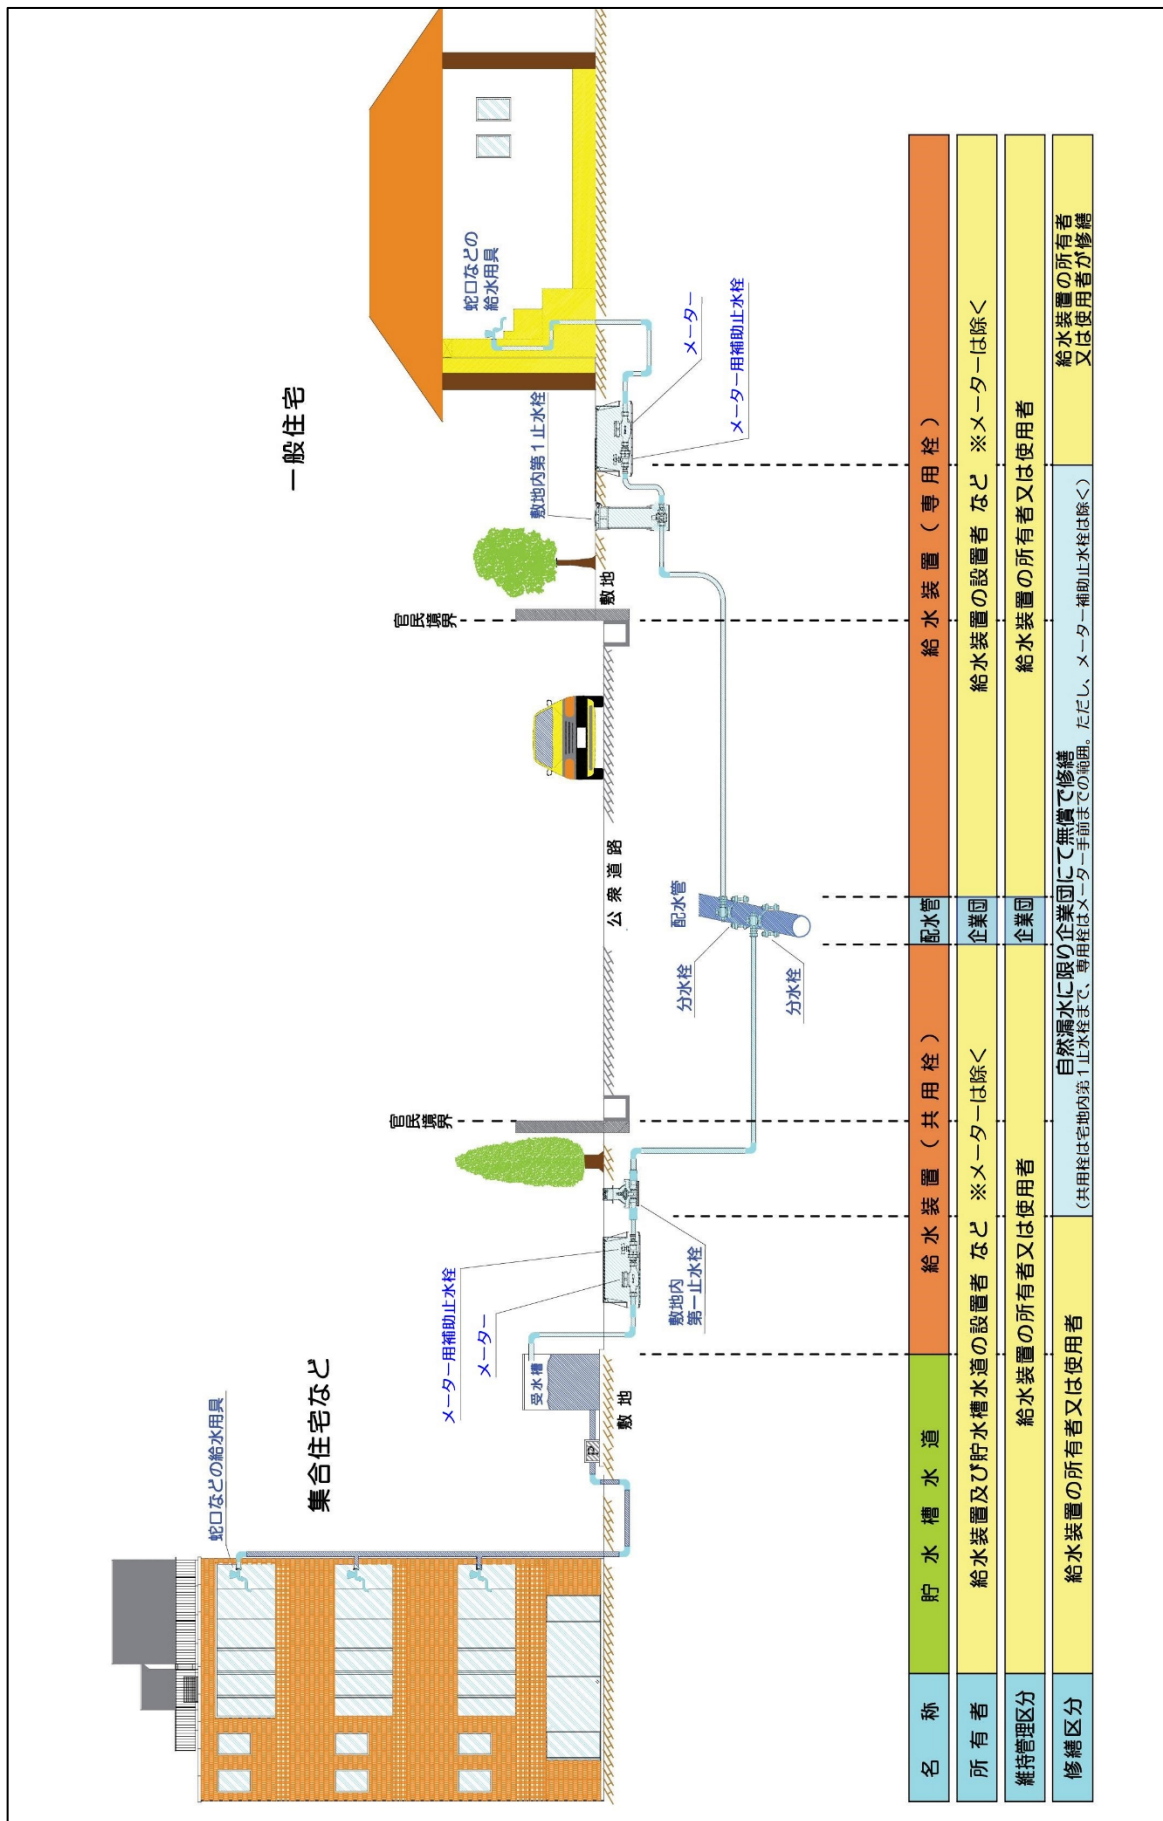 集合住宅など
一般住宅
蛇口などの給水用具
メーター用補助止水栓
メーター
受水槽
P
敷地
敷地内
第一止水栓
官民境界
公衆道路
分水栓
分水栓
配水管
官民境界
敷地
敷地内第1止水栓
蛇口などの
給水用具
メーター
メーター用補助止水栓
名称
貯水槽水道
給水装置(共用栓)
配水管
給水装置(専用栓)
所有者
給水装置及び貯水槽水道の設置者 など ※メーターは除く
企業団
給水装置の設置者 など ※メーターは除く
維持管理区分
給水装置の所有者又は使用者
企業団
給水装置の所有者又は使用者
修繕区分
給水装置の所有者又は使用者
自然漏水に限り企業団にて無償で修繕
(共用栓は宅地内第1止水栓まで、専用栓はメーター手前までの範囲。ただし、メーター補助止水栓は除く)
給水装置の所有者
又は使用者が修繕